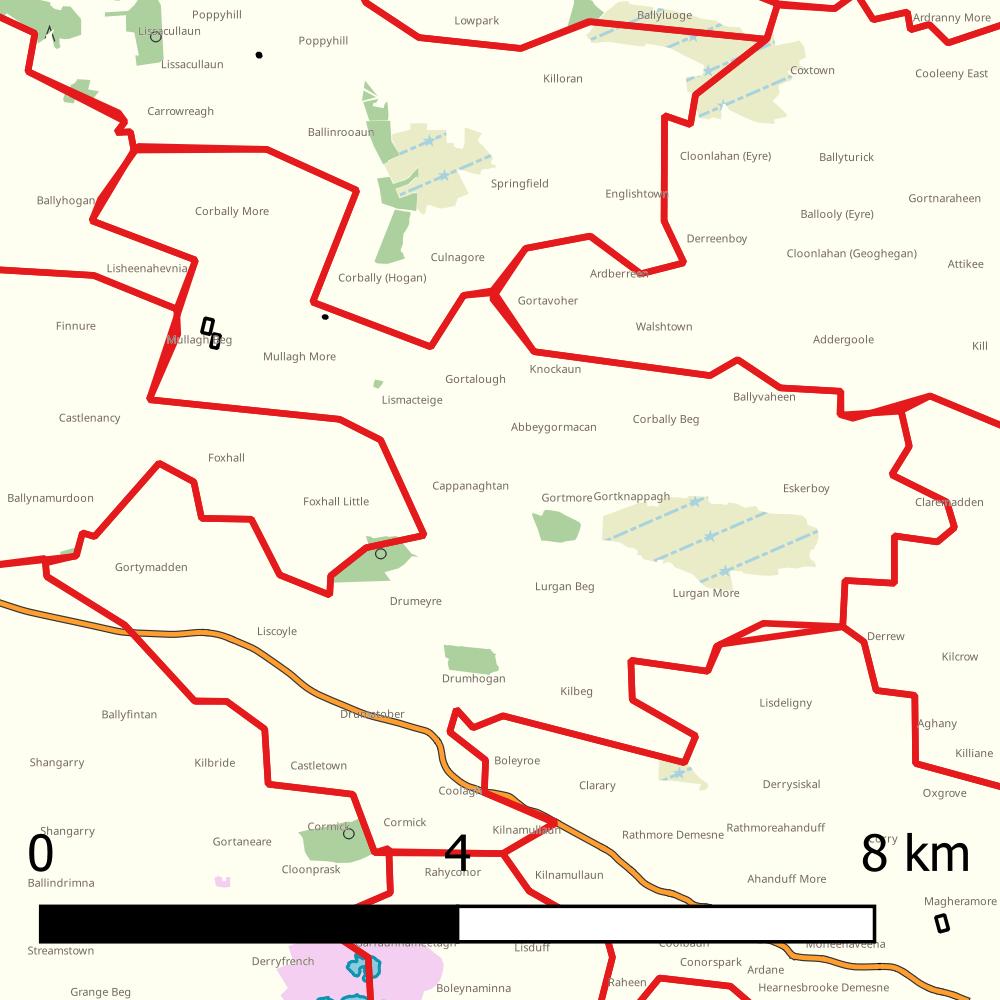 Poppyhill
Lowpark
Ballyluoge
Ardranny More
Lissacullaun
Poppyhill
Lissacullaun
Killoran
Coxtown
Cooleeny East
Carrowreagh
Ballinrooaun
Cloonlahan (Eyre)
Ballyturick
Springfield
Englishtown
Gortnaraheen
Ballyhogan
Corbally More
Ballooly (Eyre)
Derreenboy
Culnagore
Cloonlahan (Geoghegan)
Lisheenahevnia
Corbally (Hogan)
Ardberreen
Attikee
Gortavoher
Finnure
Walshtown
Mullagh Beg
Addergoole
Kill
Mullagh More
Knockaun
Gortalough
Lismacteige
Ballyvaheen
Castlenancy
Abbeygormacan
Corbally Beg
Foxhall
Cappanaghtan
Eskerboy
Ballynamurdoon
Foxhall Little
Gortmore
Gortknappagh
Claremadden
Gortymadden
Lurgan Beg
Lurgan More
Drumeyre
Liscoyle
Derrew
Kilcrow
Drumhogan
Kilbeg
Lisdeligny
Ballyfintan
Drumatober
Aghany
Killiane
Shangarry
Kilbride
Castletown
Boleyroe
Coolagh
Clarary
Derrysiskal
Oxgrove
Shangarry
Cormick
Cormick
Kilnamullaun
Rathmore Demesne
Rathmoreahanduff
Gortaneare
0
4
8 km
Ballindrimna
Cloonprask
Rahyconor
Kilnamullaun
Ahanduff More
Magheramore
Streamstown
Lisduff
Moheenaveena
Derryfrench
Conorspark
Ardane
Grange Beg
Boleynaminna
Raheen
Hearnesbrooke Demesne